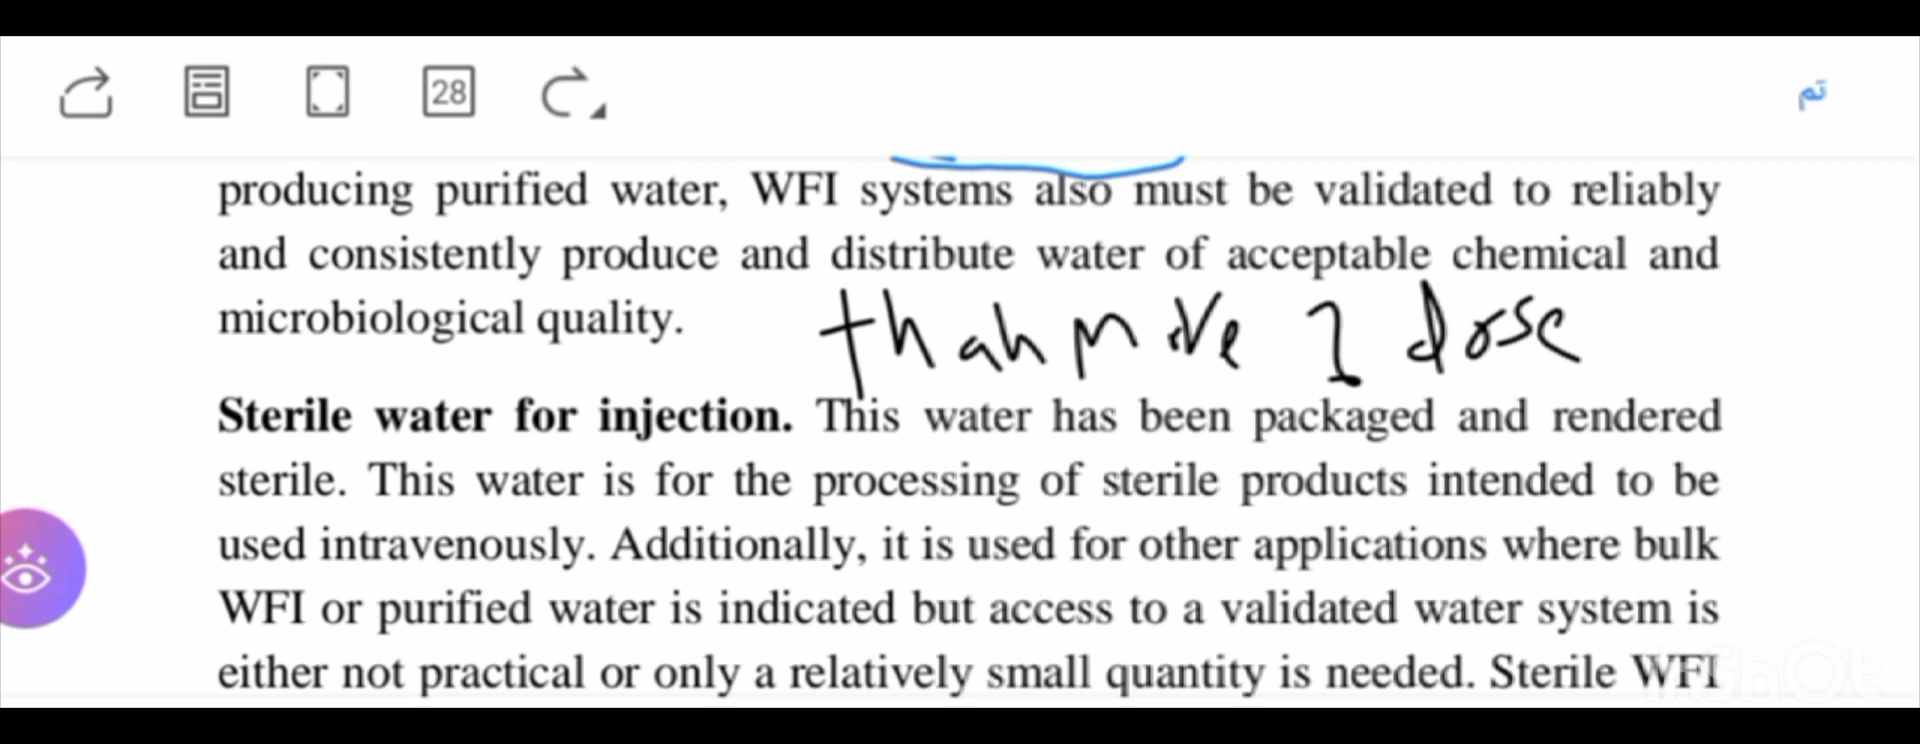 28
تم
producing purified water, WFI systems also must be validated to reliably
and consistently produce and distribute water of acceptable chemical and
microbiological quality.
than more 1 dose
Sterile water for injection. This water has been packaged and rendered
sterile. This water is for the processing of sterile products intended to be
used intravenously. Additionally, it is used for other applications where bulk
WFI or purified water is indicated but access to a validated water system is
either not practical or only a relatively small quantity is needed. Sterile WFI
InShOt